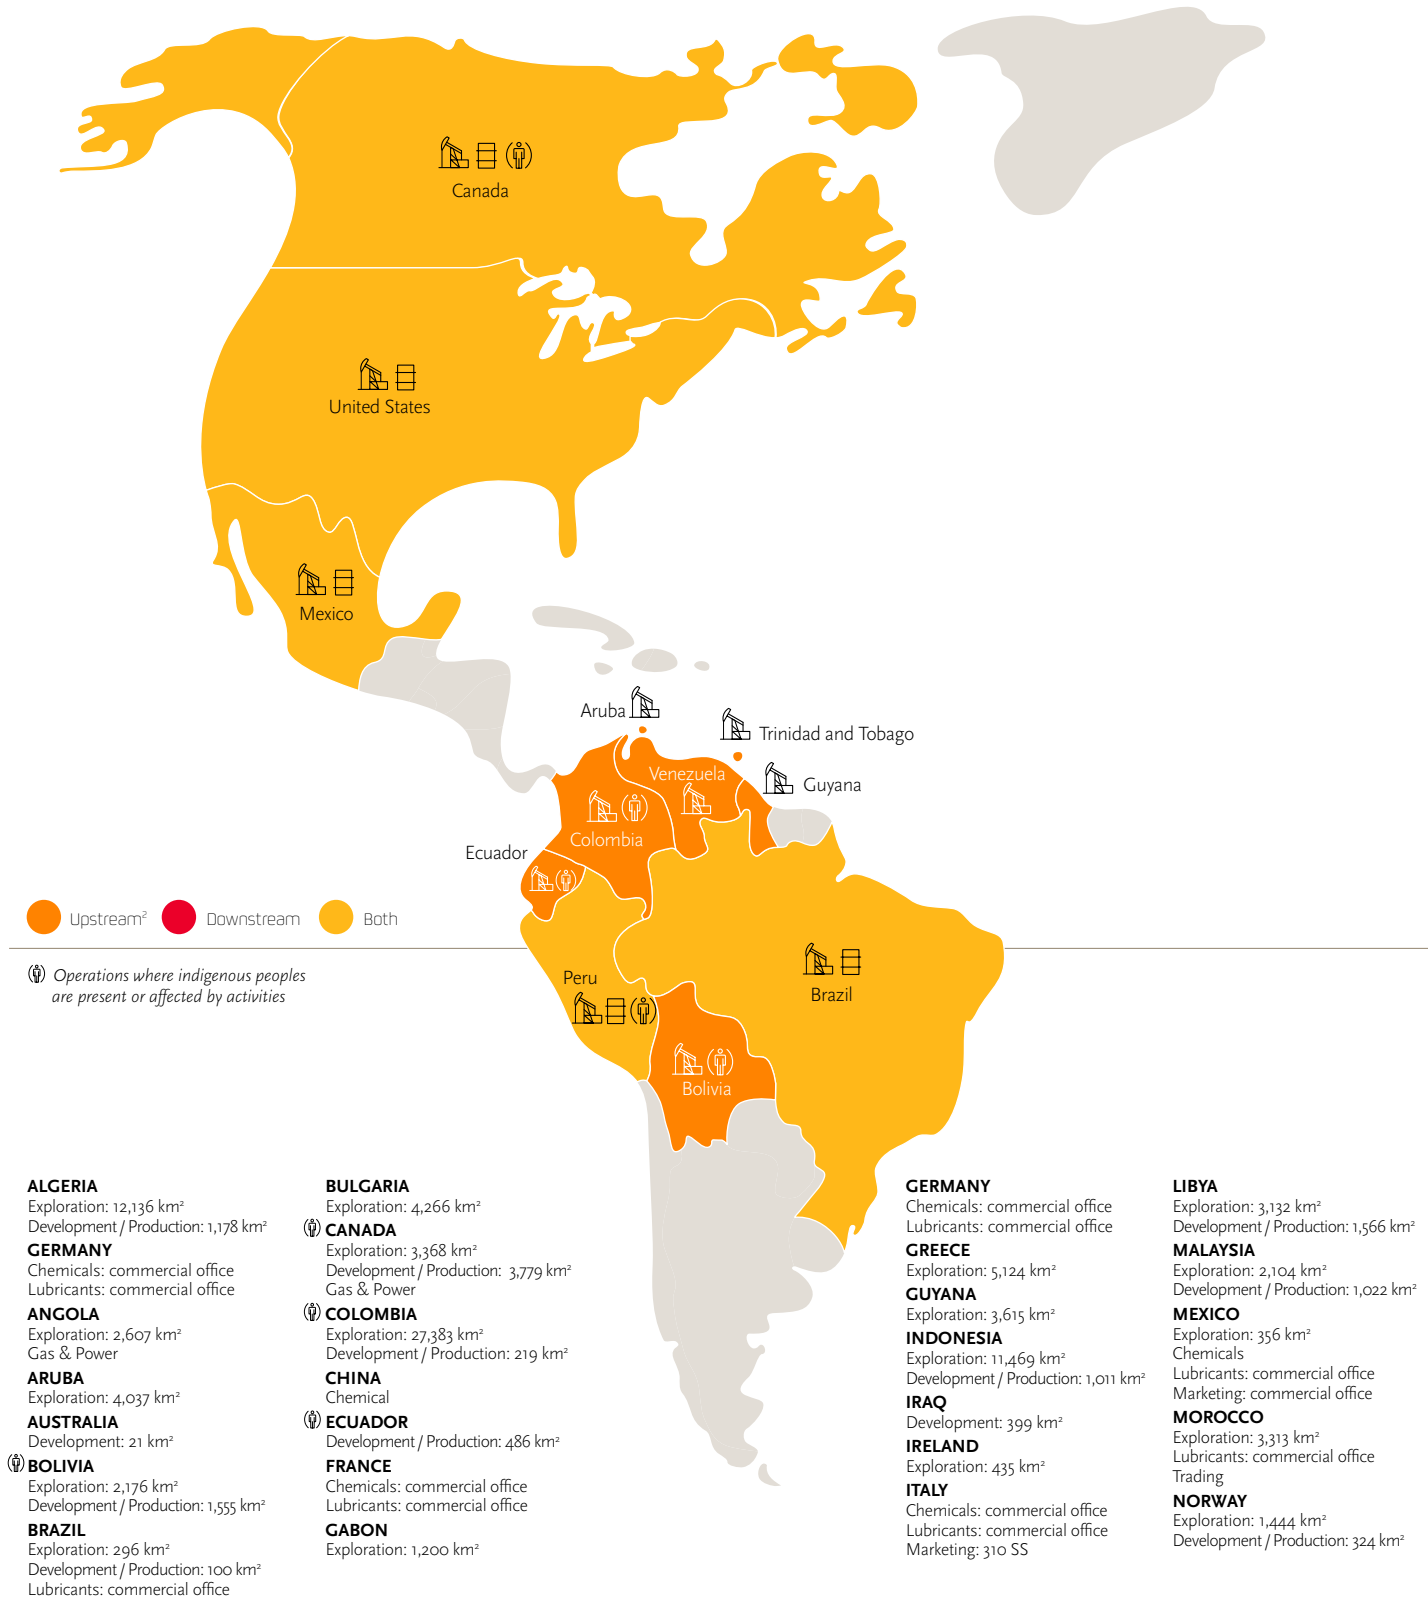 Canada
United States
Mexico
Aruba
Trinidad and Tobago
Venezuela
Guyana
Colombia
Ecuador
Upstream²
Downstream
Both
Operations where indigenous peoples
are present or affected by activities
Peru
Brazil
Bolivia
ALGERIA
Exploration: 12,136 km²
Development / Production: 1,178 km²
GERMANY
Chemicals: commercial office
Lubricants: commercial office
ANGOLA
Exploration: 2,607 km²
Gas & Power
ARUBA
Exploration: 4,037 km²
AUSTRALIA
Development: 21 km²
BOLIVIA
Exploration: 2,176 km²
Development / Production: 1,555 km²
BRAZIL
Exploration: 296 km²
Development / Production: 100 km²
Lubricants: commercial office
BULGARIA
Exploration: 4,266 km²
CANADA
Exploration: 3,368 km²
Development / Production: 3,779 km²
Gas & Power
COLOMBIA
Exploration: 27,383 km²
Development / Production: 219 km²
CHINA
Chemical
ECUADOR
Development / Production: 486 km²
FRANCE
Chemicals: commercial office
Lubricants: commercial office
GABON
Exploration: 1,200 km²
GERMANY
Chemicals: commercial office
Lubricants: commercial office
GREECE
Exploration: 5,124 km²
GUYANA
Exploration: 3,615 km²
INDONESIA
Exploration: 11,469 km²
Development / Production: 1,011 km²
IRAQ
Development: 399 km²
IRELAND
Exploration: 435 km²
ITALY
Chemicals: commercial office
Lubricants: commercial office
Marketing: 310 SS
LIBYA
Exploration: 3,132 km²
Development / Production: 1,566 km²
MALAYSIA
Exploration: 2,104 km²
Development / Production: 1,022 km²
MEXICO
Exploration: 356 km²
Chemicals
Lubricants: commercial office
Marketing: commercial office
MOROCCO
Exploration: 3,313 km²
Lubricants: commercial office
Trading
NORWAY
Exploration: 1,444 km²
Development / Production: 324 km²